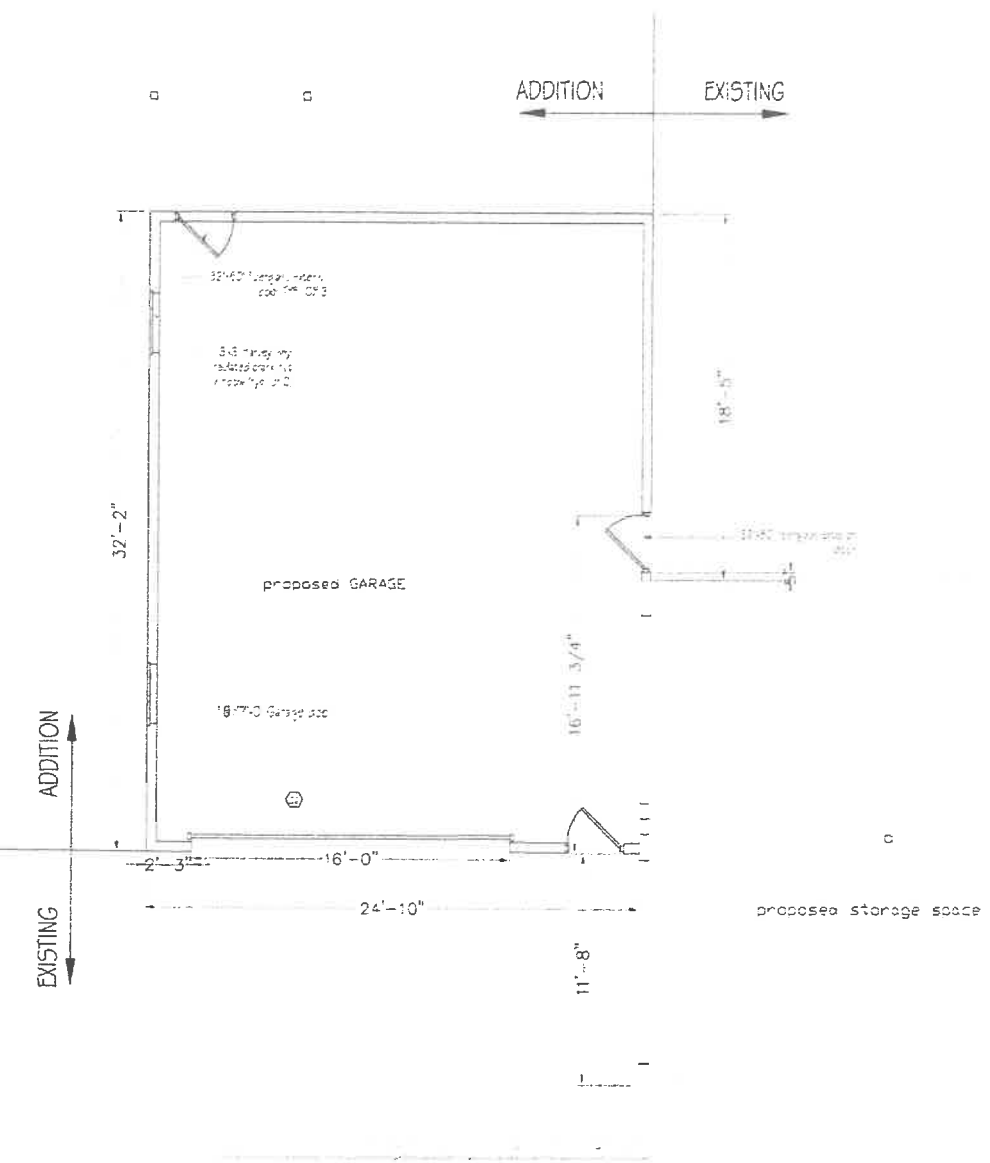 ADDITION
EXISTING
18'-5"
32'-2"
proposed GARAGE
16'-11 3/4"
Garage
ADDITION
EXISTING
2'-3"
16'-0"
24'-10"
11'-8"
proposed storage space